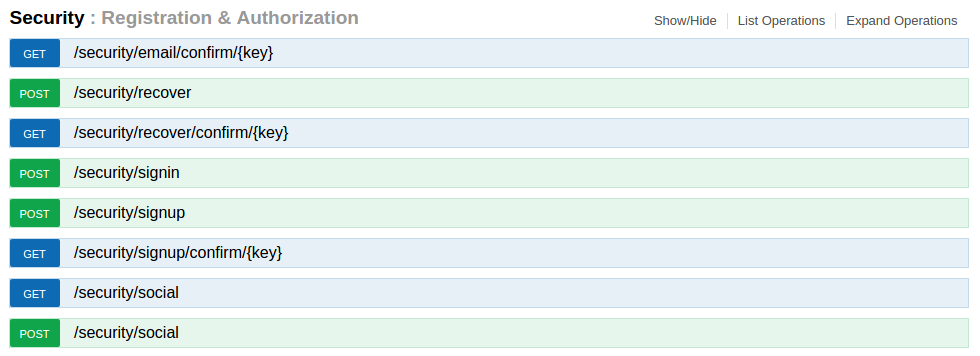 Security : Registration & Authorization Show/Hide List Operations Expand Operations
GET /security/email/confirm/{key}
POST /security/recover
GET /security/recover/confirm/{key}
POST /security/signin
POST /security/signup
GET /security/signup/confirm/{key}
GET /security/social
POST /security/social